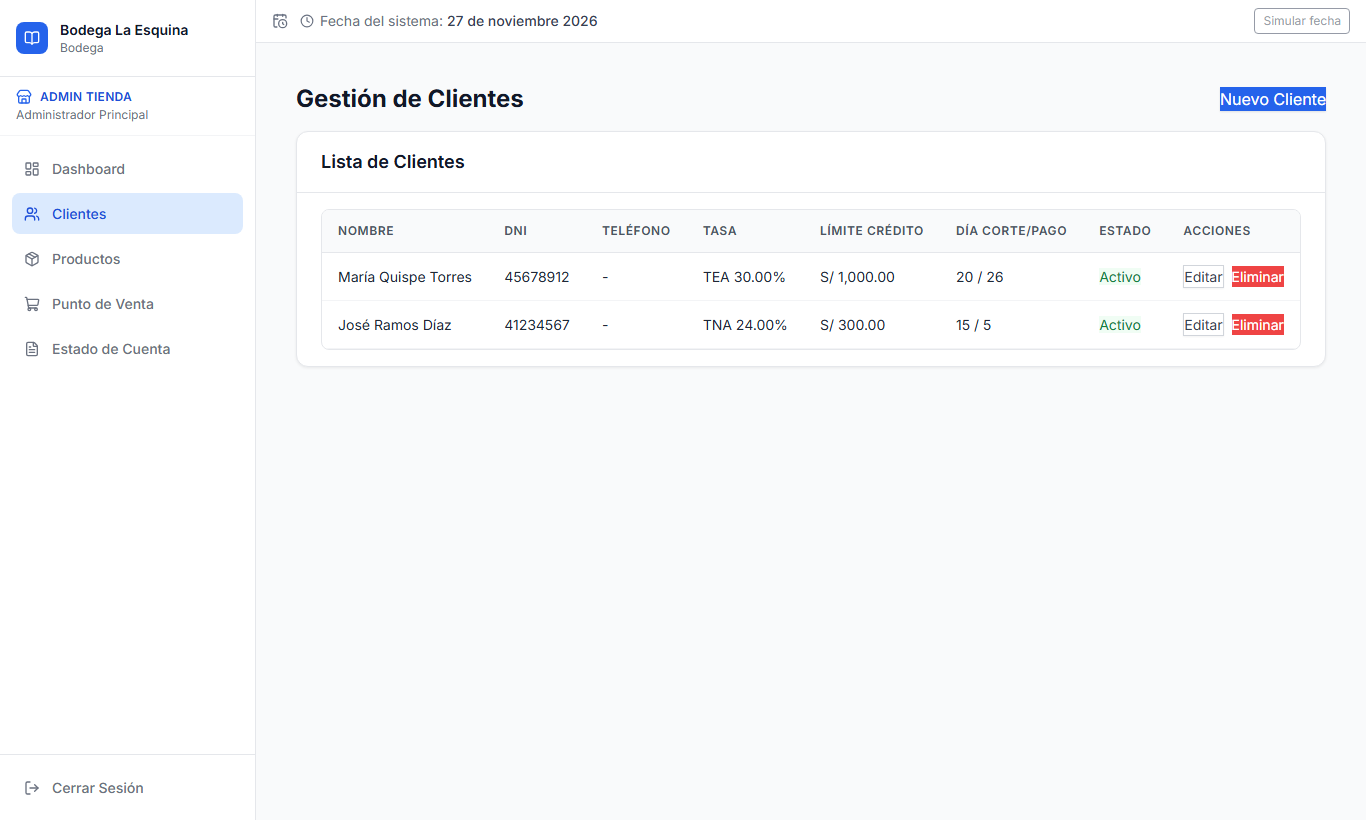 Bodega La Esquina
Bodega
ADMIN TIENDA
Administrador Principal
Dashboard
Clientes
Productos
Punto de Venta
Estado de Cuenta
Cerrar Sesión
Fecha del sistema: 27 de noviembre 2026
Simular fecha
Gestión de Clientes
Nuevo Cliente
Lista de Clientes
NOMBRE DNI TELÉFONO TASA LÍMITE CRÉDITO DÍA CORTE/PAGO ESTADO ACCIONES
María Quispe Torres 45678912 - TEA 30.00% S/ 1,000.00 20 / 26 Activo Editar Eliminar
José Ramos Díaz 41234567 - TNA 24.00% S/ 300.00 15 / 5 Activo Editar Eliminar